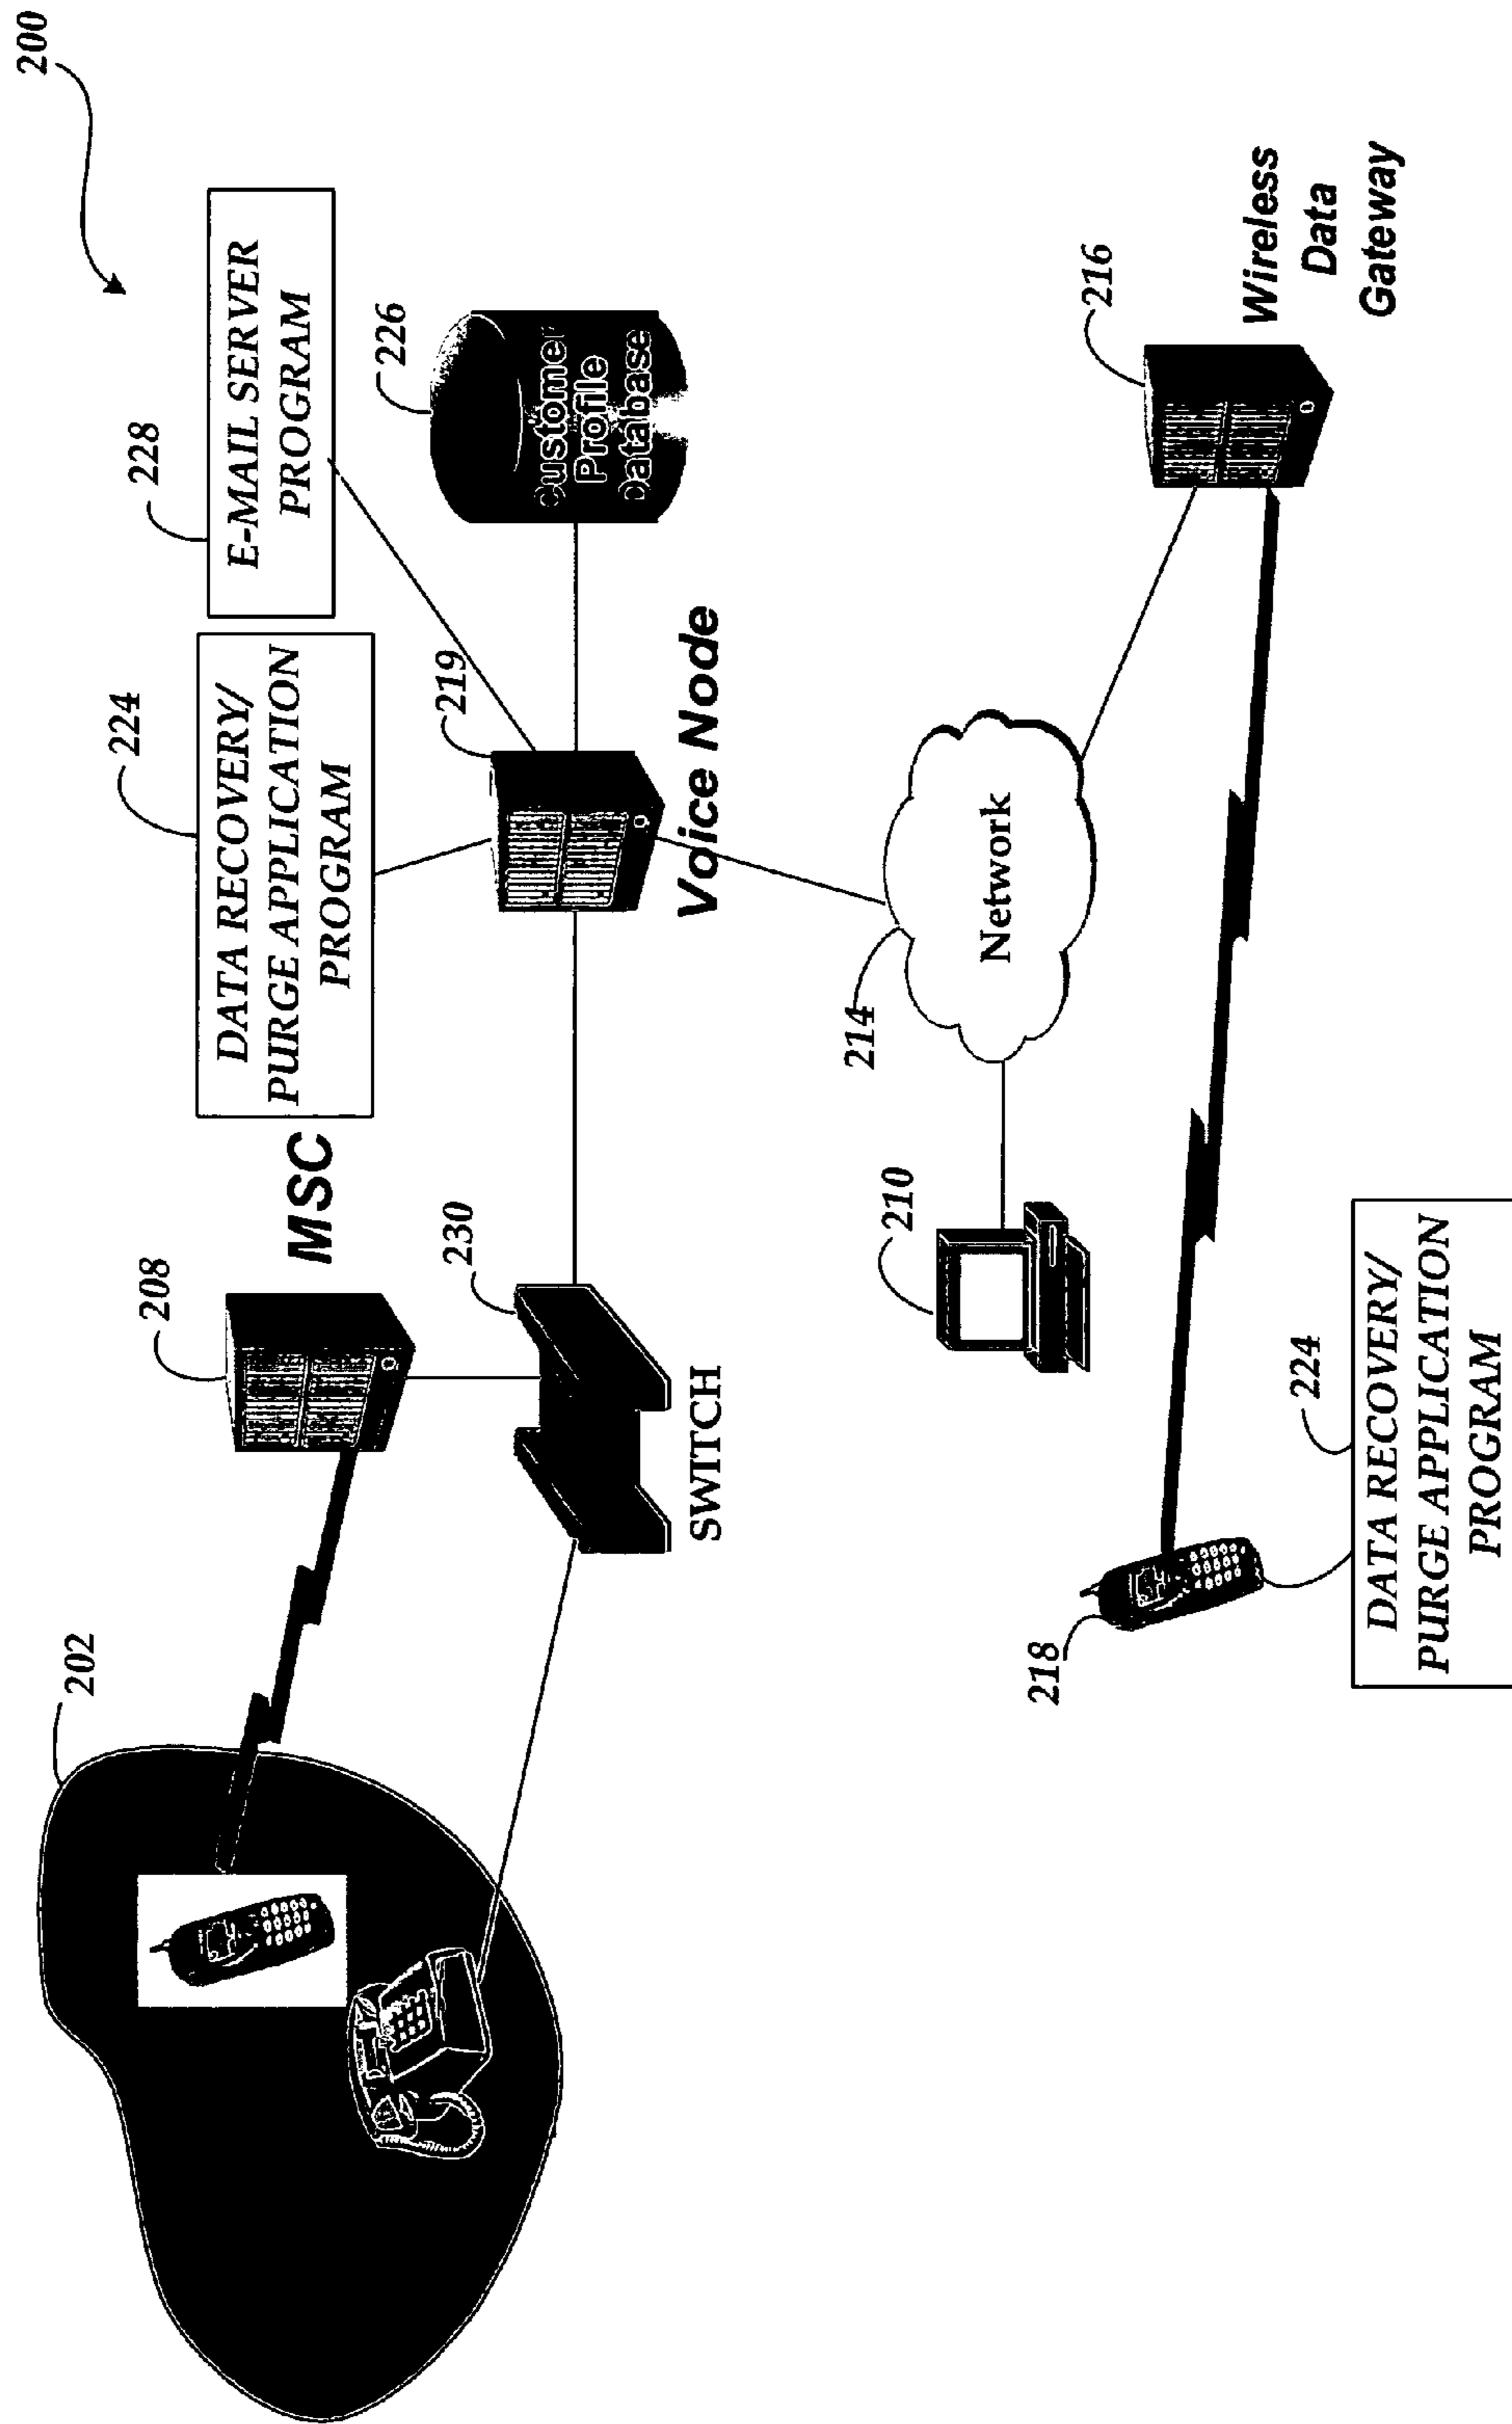 200
228
E-MAIL SERVER
PROGRAM
224
DATA RECOVERY/
PURGE APPLICATION
PROGRAM
226
Customer
Profile
Database
219
Voice Node
208
MSC
230
SWITCH
202
214
Network
210
216
Wireless
Data
Gateway
218
224
DATA RECOVERY/
PURGE APPLICATION
PROGRAM